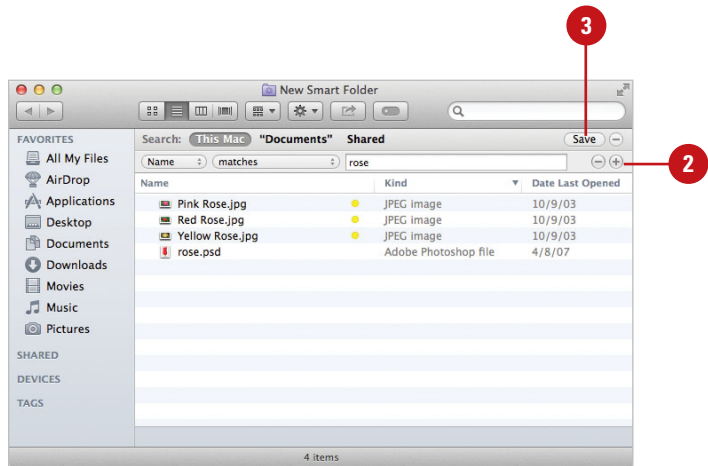 3
New Smart Folder
Search: This Mac "Documents" Shared Save
Name matches rose
2
Name Kind Date Last Opened
Pink Rose.jpg JPEG image 10/9/03
Red Rose.jpg JPEG image 10/9/03
Yellow Rose.jpg JPEG image 10/9/03
rose.psd Adobe Photoshop file 4/8/07
FAVORITES
All My Files
AirDrop
Applications
Desktop
Documents
Downloads
Movies
Music
Pictures
SHARED
DEVICES
TAGS
4 items